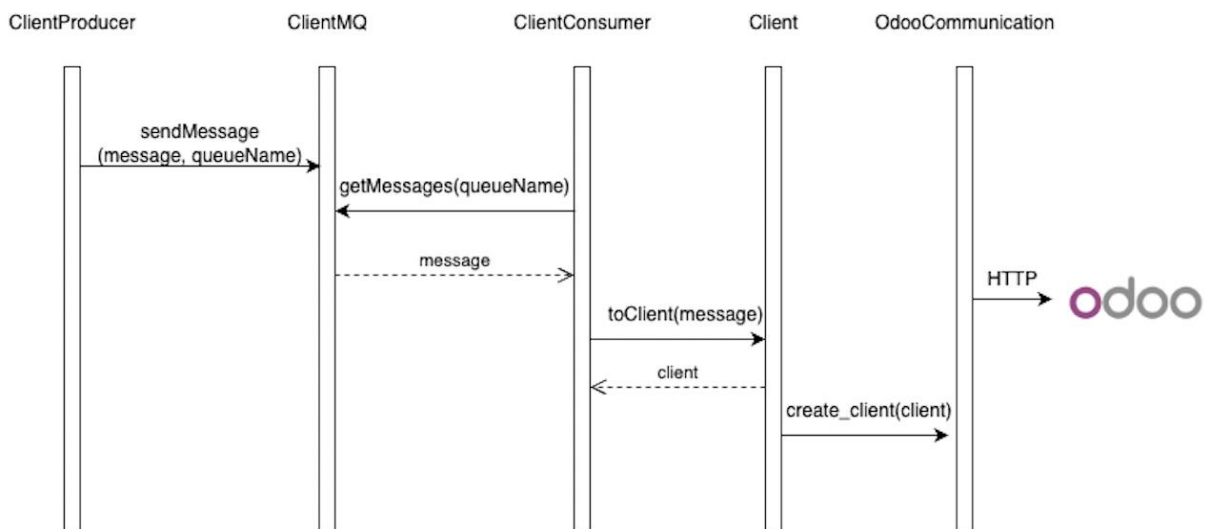 ClientProducer
ClientMQ
ClientConsumer
Client
OdooCommunication
sendMessage
(message, queueName)
getMessages(queueName)
message
HTTP
odoo
toClient(message)
client
create_client(client)